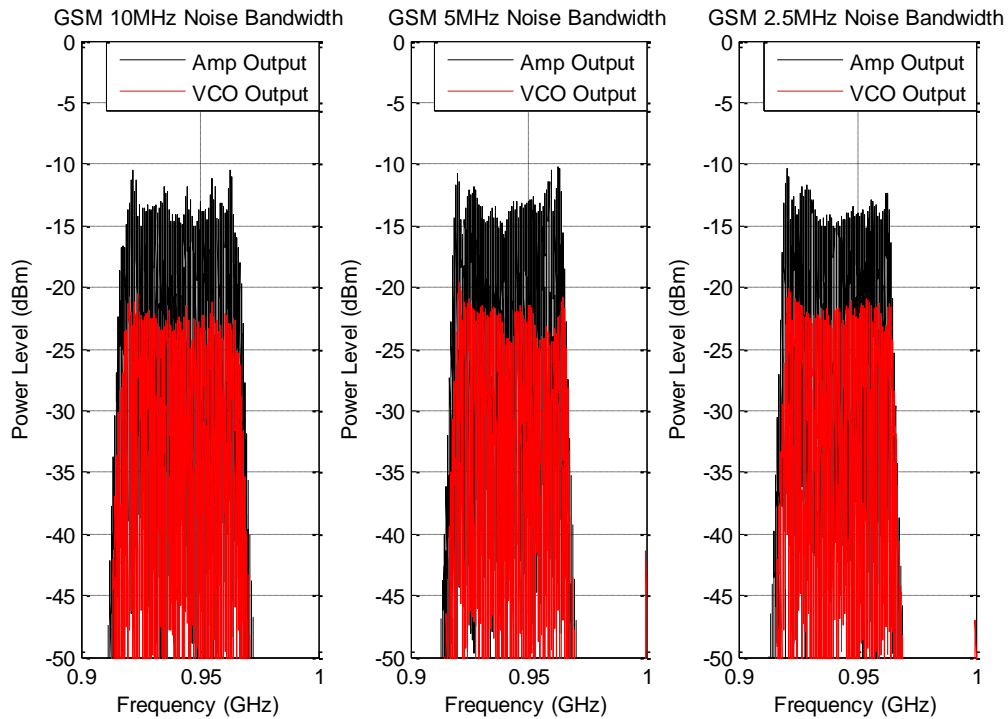 GSM 10MHz Noise Bandwidth
0
-5
-10
-15
-20
-25
-30
-35
-40
-45
-50
0.9
0.95
1
Frequency (GHz)
Power Level (dBm)
Amp Output
VCO Output
GSM 5MHz Noise Bandwidth
0
-5
-10
-15
-20
-25
-30
-35
-40
-45
-50
0.9
0.95
1
Frequency (GHz)
Power Level (dBm)
Amp Output
VCO Output
GSM 2.5MHz Noise Bandwidth
0
-5
-10
-15
-20
-25
-30
-35
-40
-45
-50
0.9
0.95
1
Frequency (GHz)
Power Level (dBm)
Amp Output
VCO Output